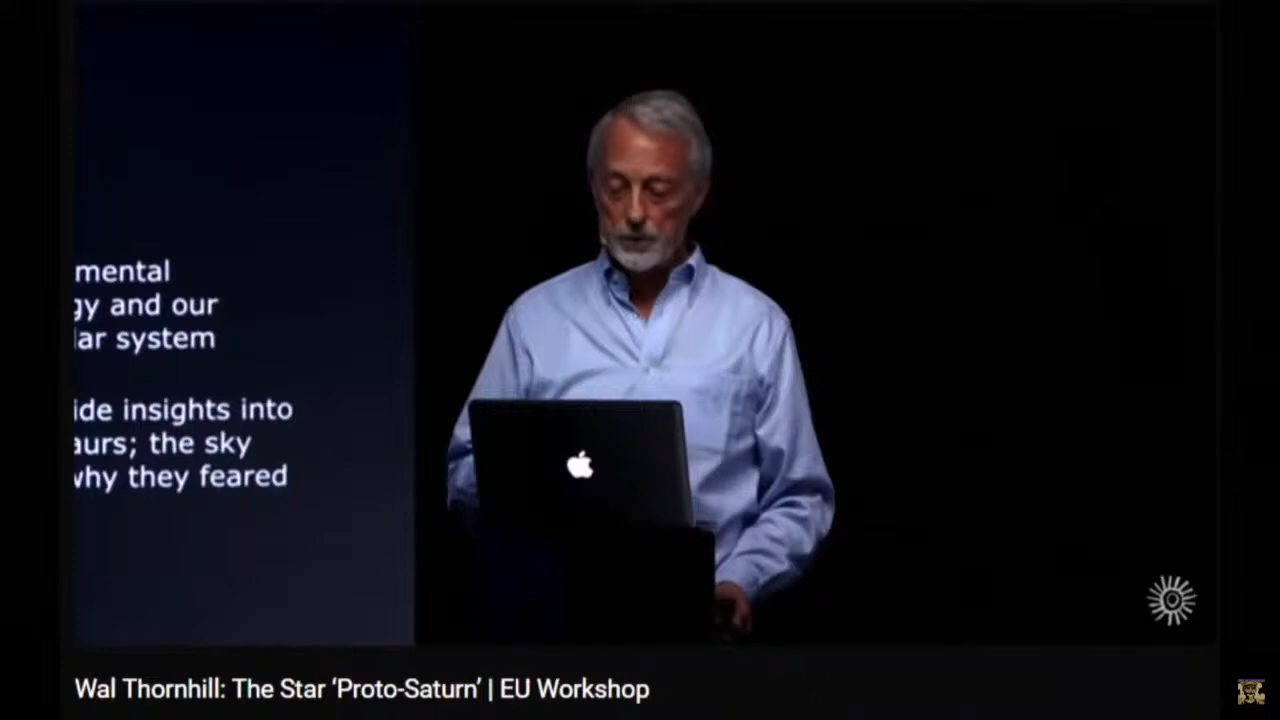 mental
gy and our
lar system
ide insights into
aurs; the sky
why they feared
Wal Thornhill: The Star ‘Proto-Saturn’ | EU Workshop